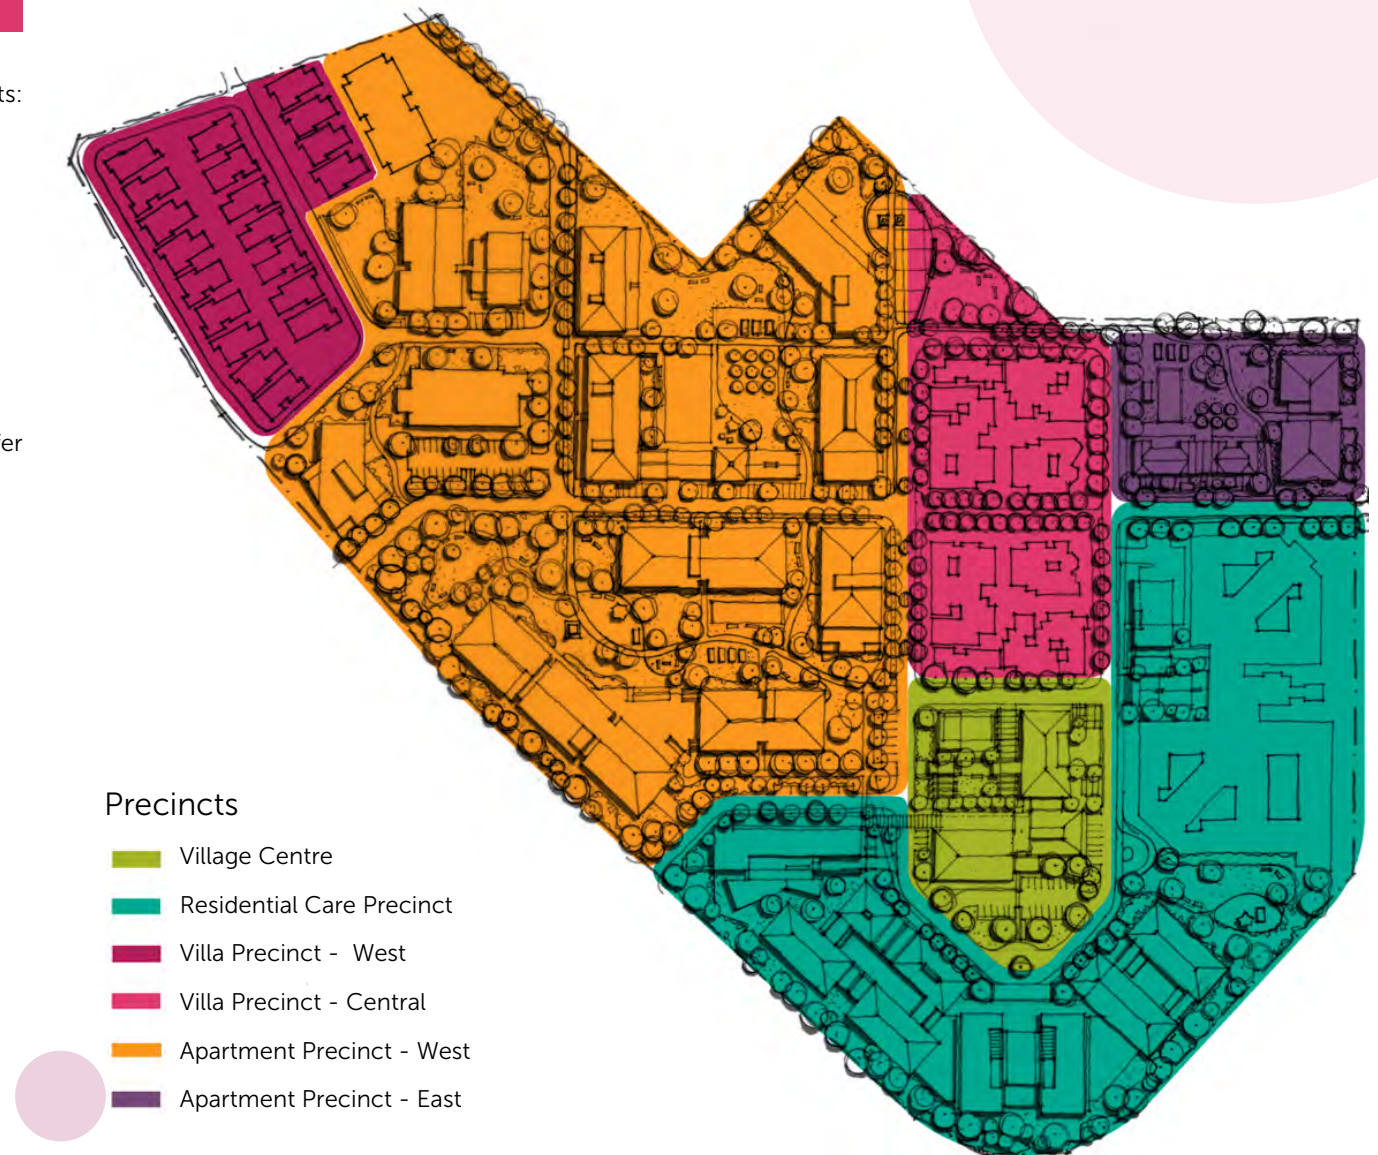 ts:
fer
Precincts
Village Centre
Residential Care Precinct
Villa Precinct - West
Villa Precinct - Central
Apartment Precinct - West
Apartment Precinct - East